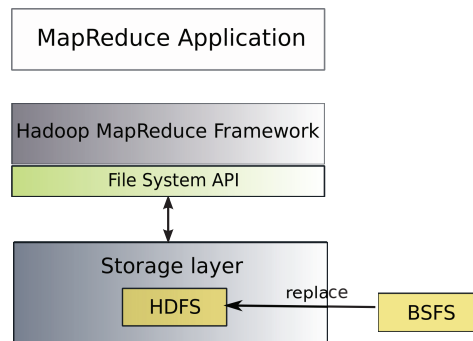 MapReduce Application
Hadoop MapReduce Framework
File System API
Storage layer
HDFS
replace
BSFS